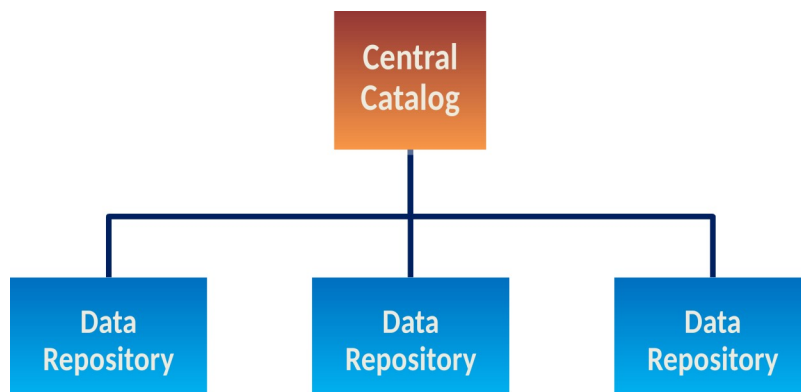 Central
Catalog
Data
Repository
Data
Repository
Data
Repository